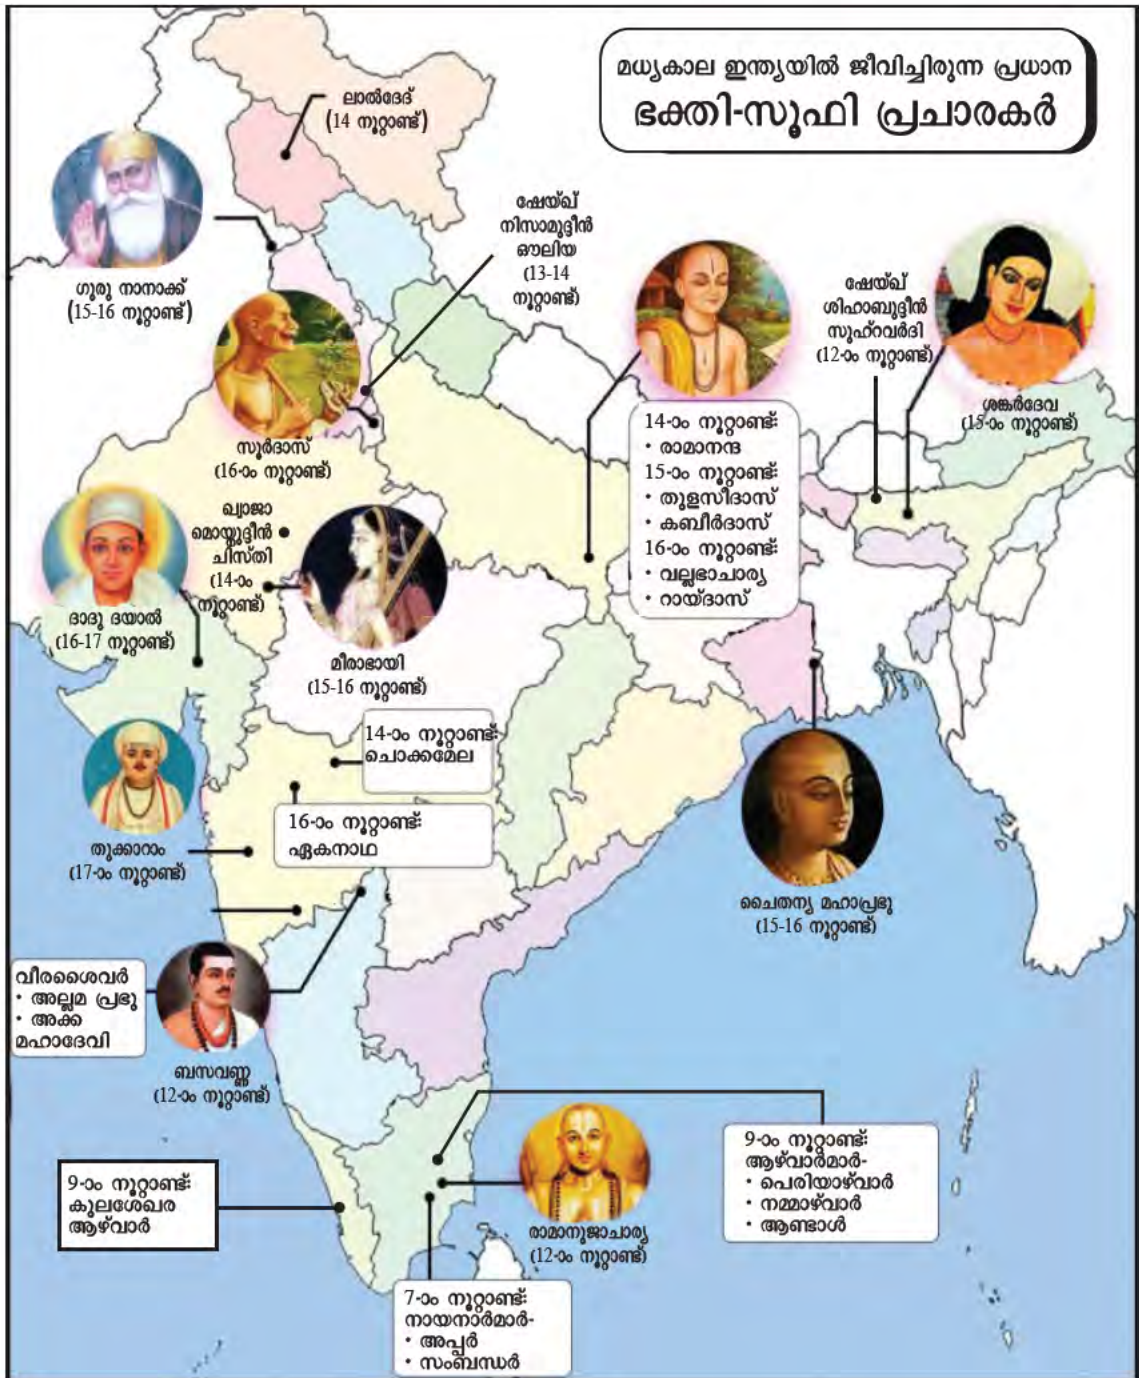 മധ്യകാല ഇന്ത്യയിൽ ജീവിച്ചിരുന്ന പ്രധാന
ഭക്തി-സൂഫി പ്രചാരകർ
ലാൽദേദ്
(14 നൂറ്റാണ്ട്)
ഗുരു നാനാക്ക്
(15-16 നൂറ്റാണ്ട്)
ഷേയ്ഖ്
നിസാമുദ്ദീൻ
ഔലിയ
(13-14
നൂറ്റാണ്ട്)
ഷേയ്ഖ്
ശിഹാബുദ്ദീൻ
സുഹ്റവർദി
(12-ാം നൂറ്റാണ്ട്)
ശങ്കർദേവ
(15-ാം നൂറ്റാണ്ട്)
സൂർദാസ്
(16-ാം നൂറ്റാണ്ട്)
14-ാം നൂറ്റാണ്ട്:
• രാമാനന്ദ
15-ാം നൂറ്റാണ്ട്:
• തുളസീദാസ്
• കബീർദാസ്
16-ാം നൂറ്റാണ്ട്:
• വല്ലഭാചാര്യ
• റായ്ദാസ്
ഖ്വാജാ
മൊയ്നുദ്ദീൻ
ചിസ്തി
(14-ാം
നൂറ്റാണ്ട്)
ദാദു ദയാൽ
(16-17 നൂറ്റാണ്ട്)
മീരാഭായി
(15-16 നൂറ്റാണ്ട്)
14-ാം നൂറ്റാണ്ട്:
ചൊക്കമേല
16-ാം നൂറ്റാണ്ട്:
ഏകനാഥ
തുക്കാറാം
(17-ാം നൂറ്റാണ്ട്)
ചൈതന്യ മഹാപ്രഭു
(15-16 നൂറ്റാണ്ട്)
വീരശൈവർ
• അല്ലമ പ്രഭു
• അക്ക
മഹാദേവി
ബസവണ്ണ
(12-ാം നൂറ്റാണ്ട്)
9-ാം നൂറ്റാണ്ട്:
കുലശേഖര
ആഴ്വാർ
രാമാനുജാചാര്യ
(12-ാം നൂറ്റാണ്ട്)
9-ാം നൂറ്റാണ്ട്:
ആഴ്വാർമാർ-
• പെരിയാഴ്വാർ
• നമ്മാഴ്വാർ
• ആണ്ടാൾ
7-ാം നൂറ്റാണ്ട്:
നായനാർമാർ-
• അപ്പർ
• സംബന്ധർ